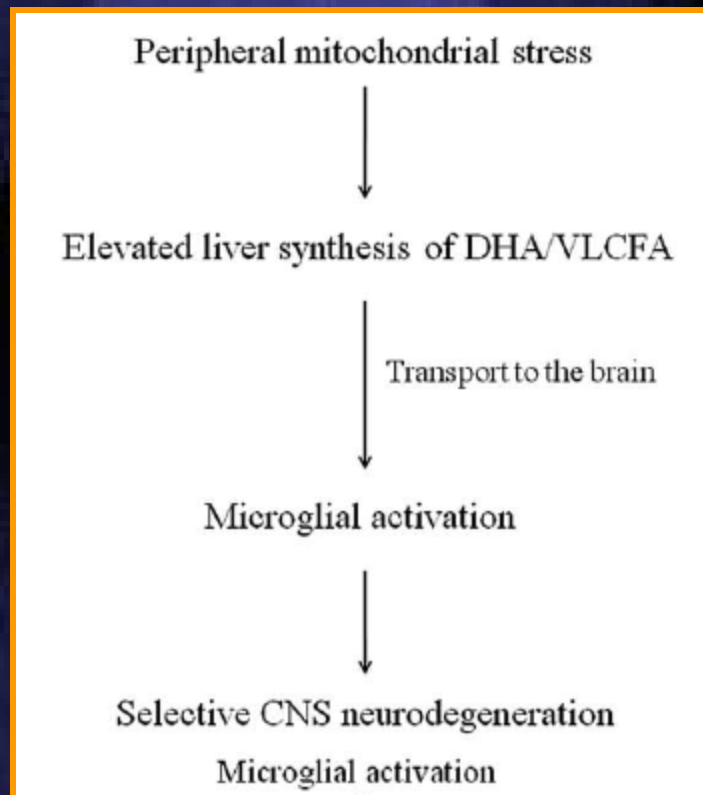 Peripheral mitochondrial stress
Elevated liver synthesis of DHA/VLCFA
Transport to the brain
Microglial activation
Selective CNS neurodegeneration
Microglial activation